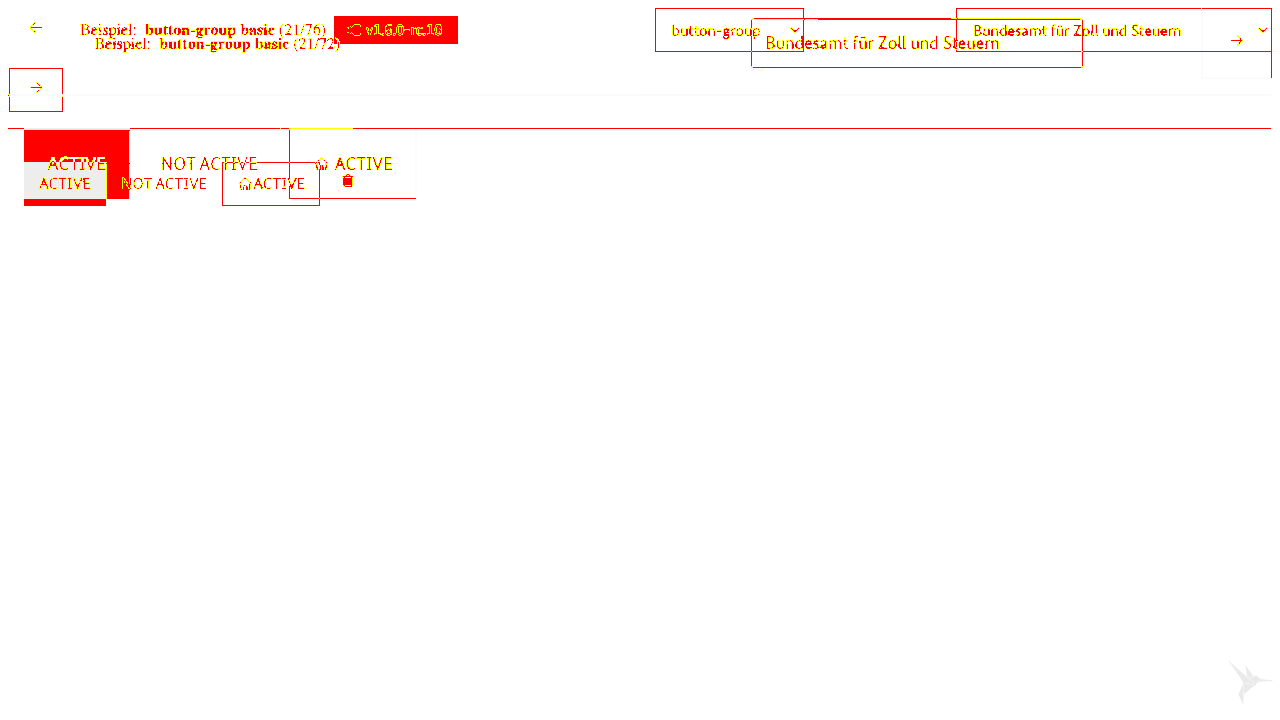 Beispiel: button-group basic (21/76) v1.6.0-rc.10 button-group Bundesamt für Zoll und Steuern
Beispiel: button-group basic (21/72) Bundesamt für Zoll und Steuern
ACTIVE NOT ACTIVE ACTIVE
ACTIVE NOT ACTIVE ACTIVE